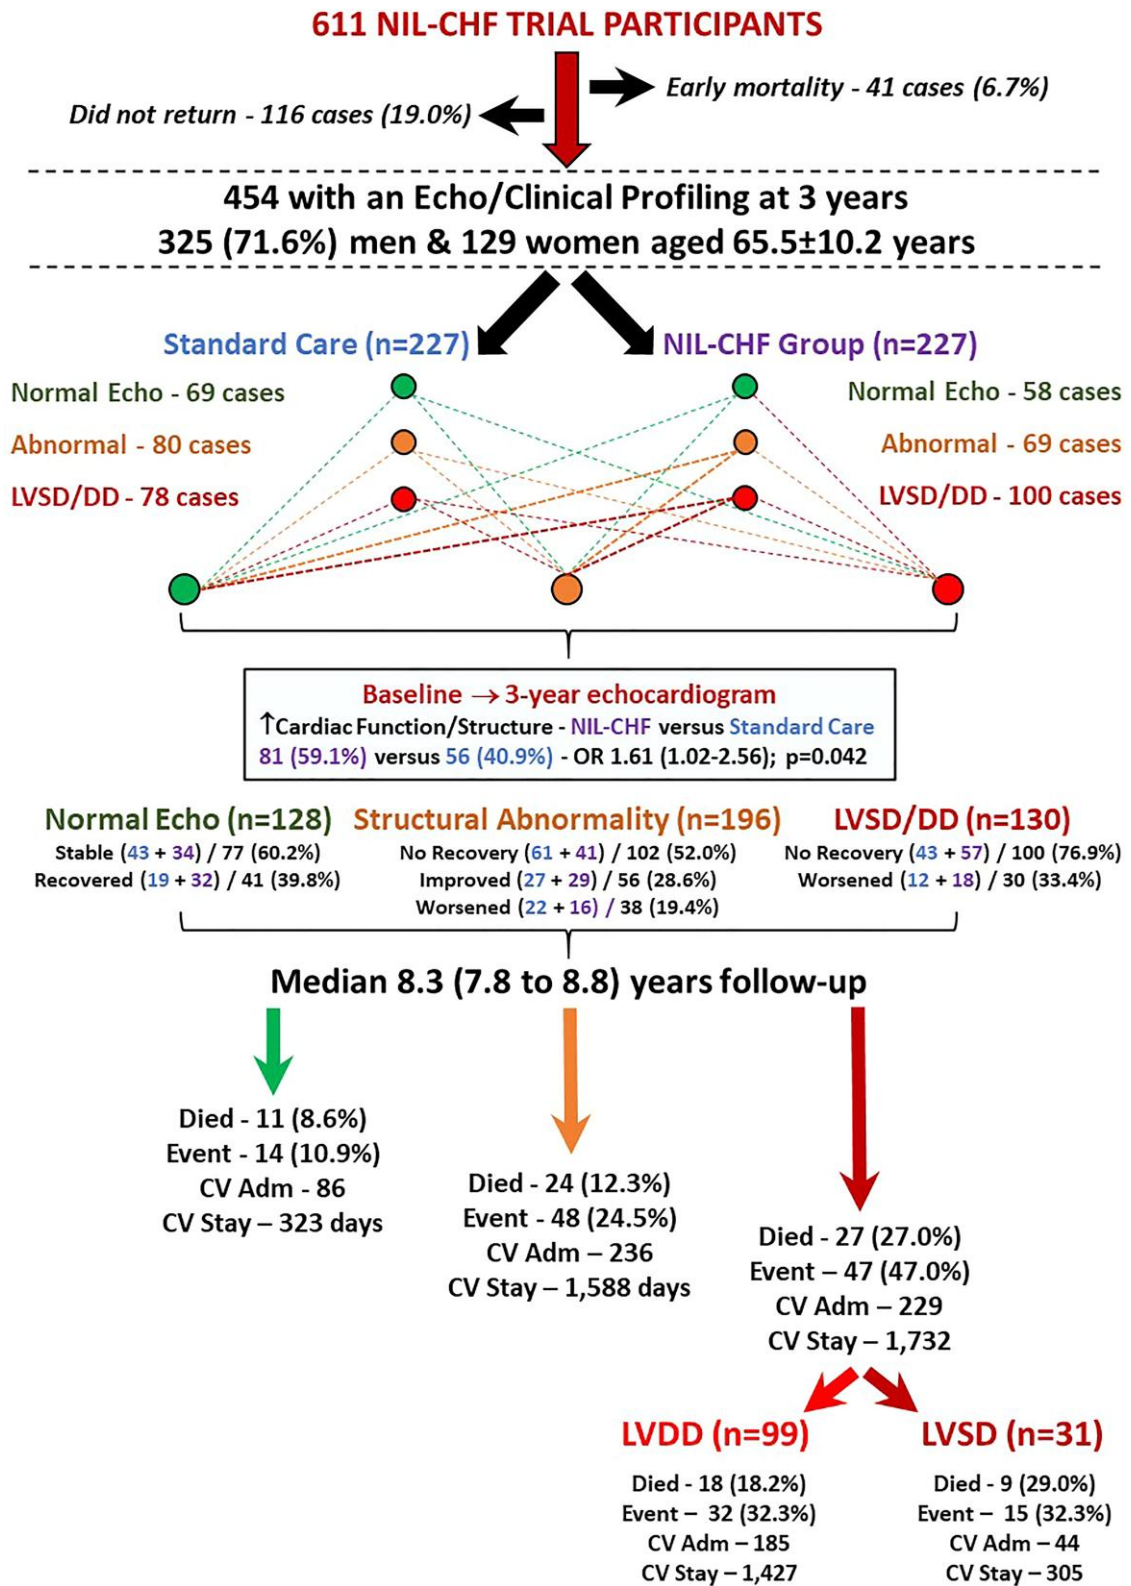 611 NIL-CHF TRIAL PARTICIPANTS
Early mortality - 41 cases (6.7%)
Did not return - 116 cases (19.0%)
454 with an Echo/Clinical Profiling at 3 years
325 (71.6%) men & 129 women aged 65.5±10.2 years
Standard Care (n=227)
NIL-CHF Group (n=227)
Normal Echo - 69 cases
Normal Echo - 58 cases
Abnormal - 80 cases
Abnormal - 69 cases
LVSD/DD - 78 cases
LVSD/DD - 100 cases
Baseline → 3-year echocardiogram
↑Cardiac Function/Structure - NIL-CHF versus Standard Care
81 (59.1%) versus 56 (40.9%) - OR 1.61 (1.02-2.56); p=0.042
Normal Echo (n=128)
Stable (43 + 34) / 77 (60.2%)
Recovered (19 + 32) / 41 (39.8%)
Structural Abnormality (n=196)
No Recovery (61 + 41) / 102 (52.0%)
Improved (27 + 29) / 56 (28.6%)
Worsened (22 + 16) / 38 (19.4%)
LVSD/DD (n=130)
No Recovery (43 + 57) / 100 (76.9%)
Worsened (12 + 18) / 30 (33.4%)
Median 8.3 (7.8 to 8.8) years follow-up
Died - 11 (8.6%)
Event - 14 (10.9%)
CV Adm - 86
CV Stay – 323 days
Died - 24 (12.3%)
Event - 48 (24.5%)
CV Adm – 236
CV Stay – 1,588 days
Died - 27 (27.0%)
Event – 47 (47.0%)
CV Adm – 229
CV Stay – 1,732
LVDD (n=99)
Died - 18 (18.2%)
Event – 32 (32.3%)
CV Adm – 185
CV Stay – 1,427
LVSD (n=31)
Died - 9 (29.0%)
Event – 15 (32.3%)
CV Adm – 44
CV Stay – 305